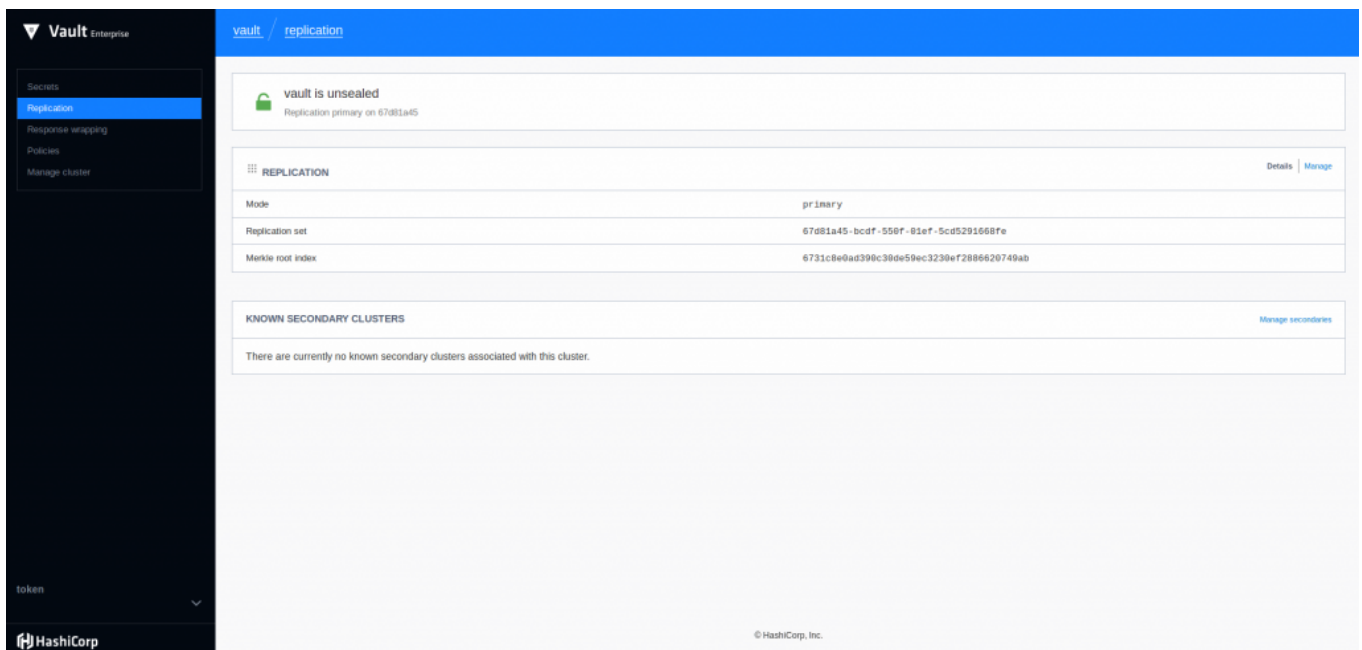 Vault Enterprise
vault / replication
Secrets
Replication
Response wrapping
Policies
Manage cluster
vault is unsealed
Replication primary on 67d81a45
REPLICATION
Details | Manage
Mode primary
Replication set 67d81a45-bcdf-550f-01ef-5cd5291668fe
Merkle root index 6731c8e0ad390c30de59ec3230ef2886620749ab
KNOWN SECONDARY CLUSTERS
Manage secondaries
There are currently no known secondary clusters associated with this cluster.
token
HashiCorp
© HashiCorp, Inc.